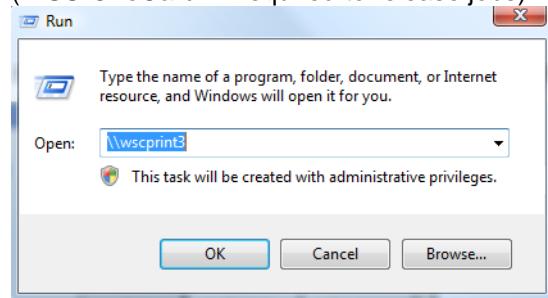 Run
Type the name of a program, folder, document, or Internet
resource, and Windows will open it for you.
Open: \\wscprint3
This task will be created with administrative privileges.
OK Cancel Browse...